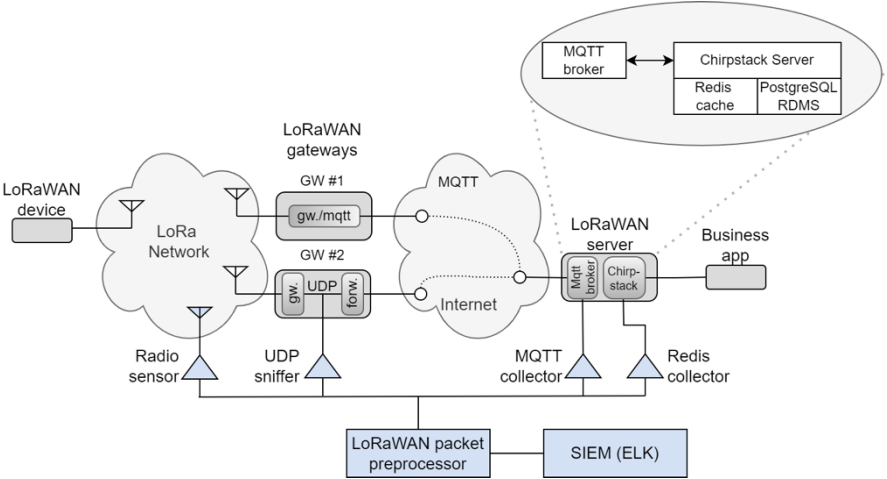 MQTT
broker
Chirpstack Server
Redis
cache
PostgreSQL
RDMS
LoRaWAN
device
LoRa
Network
LoRaWAN
gateways
GW #1
gw./mqtt
GW #2
gw.
UDP
forw.
MQTT
Internet
LoRaWAN
server
Mqtt
broker
Chirp-
stack
Business
app
Radio
sensor
UDP
sniffer
MQTT
collector
Redis
collector
LoRaWAN packet
preprocessor
SIEM (ELK)